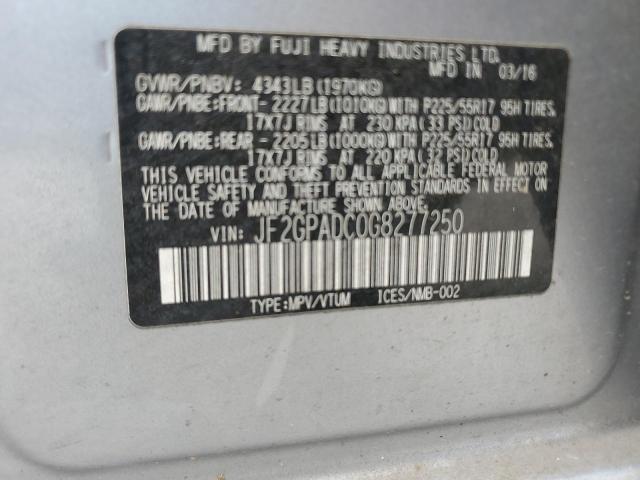 MFD BY FUJI HEAVY INDUSTRIES LTD.
MADE IN 03/16
GVWR/PNBV: 4343LB(1970KG)
GAWR/PNBE:FRONT-2227LB(1010KG)WITH P225/55R17 95H TIRES,
17X7J RIMS AT 230 KPA(33 PSI)COLD
GAWR/PNBE:REAR -2205LB(1000KG)WITH P225/55R17 95H TIRES,
17X7J RIMS AT 220 KPA(32 PSI)COLD
THIS VEHICLE CONFORMS TO ALL APPLICABLE FEDERAL MOTOR
VEHICLE SAFETY AND THEFT PREVENTION STANDARDS IN EFFECT ON
THE DATE OF MANUFACTURE SHOWN ABOVE.
VIN: JF2GPADC0G8277250
TYPE:MPV/VTUM ICES/NMB-002